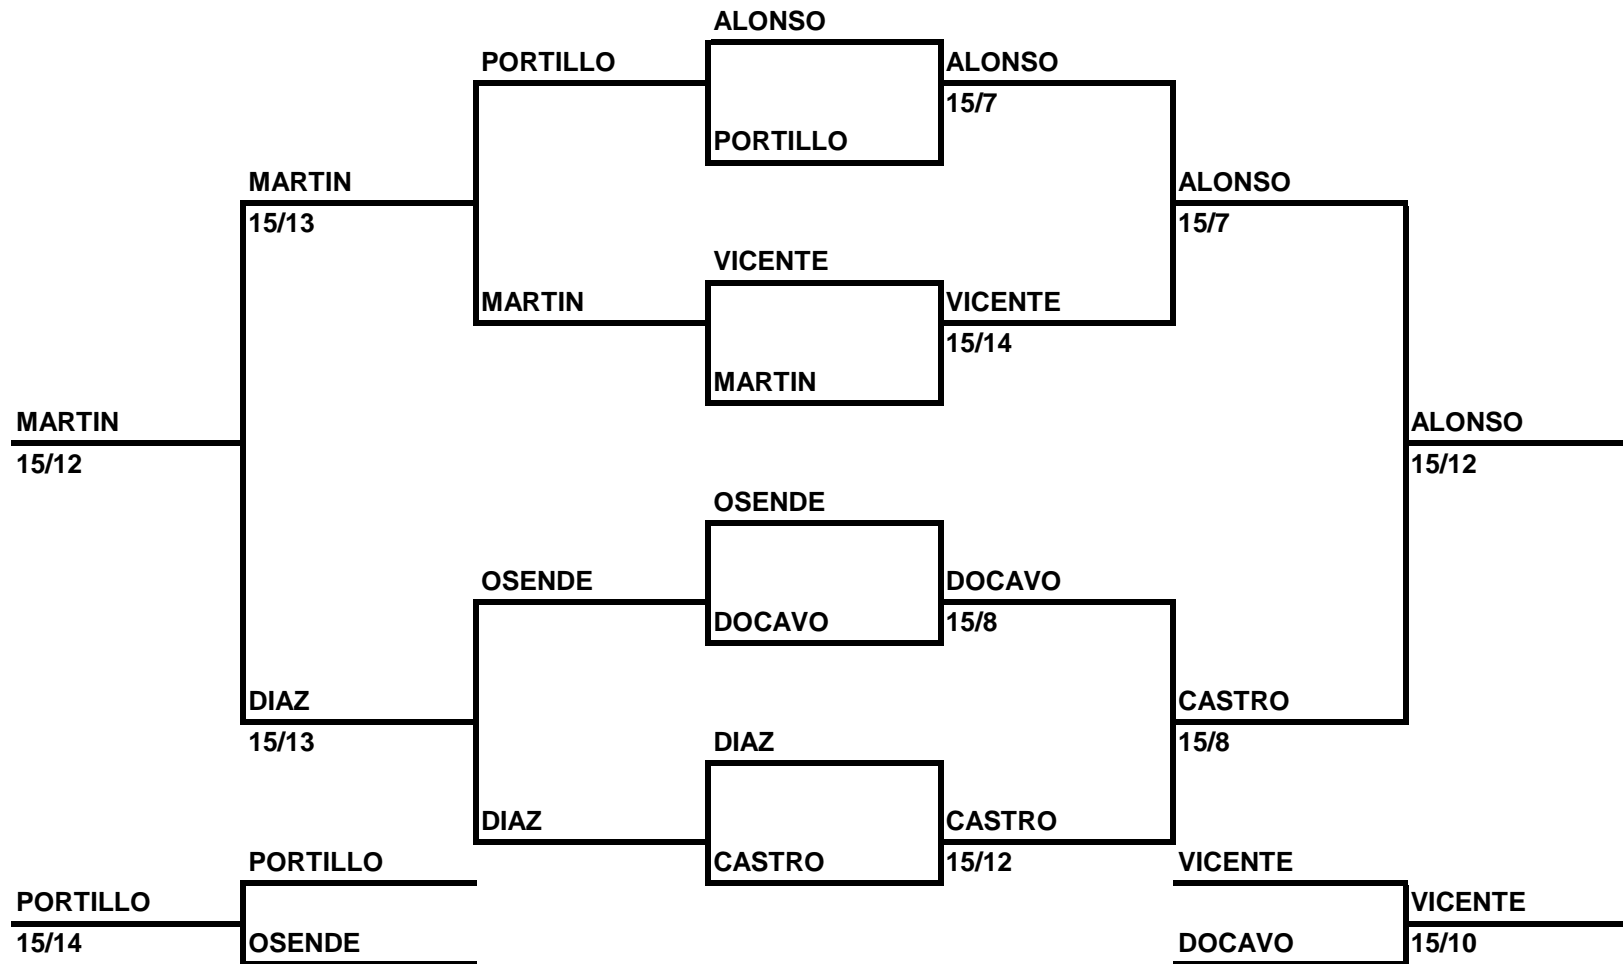 ALONSO
PORTILLO
ALONSO
15/7
PORTILLO
MARTIN
15/13
ALONSO
15/7
VICENTE
MARTIN
VICENTE
15/14
MARTIN
MARTIN
15/12
ALONSO
15/12
OSENDE
OSENDE
DOCAVO
15/8
DOCAVO
DIAZ
15/13
CASTRO
15/8
DIAZ
DIAZ
CASTRO
15/12
CASTRO
PORTILLO
VICENTE
PORTILLO
15/14
VICENTE
15/10
OSENDE
DOCAVO